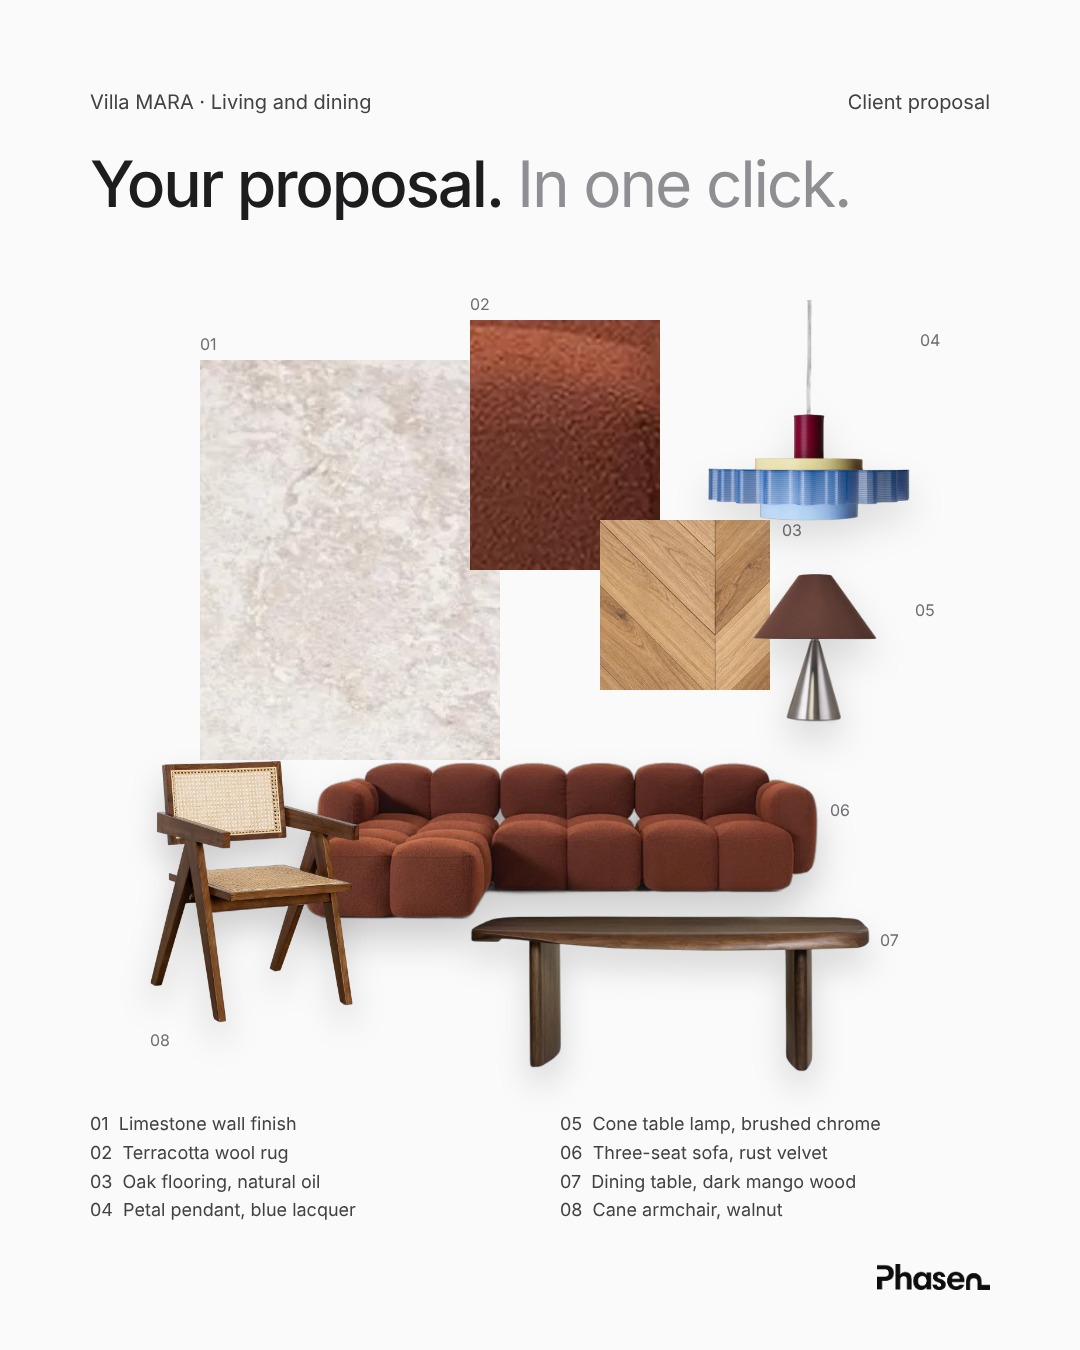 Villa MARA · Living and dining
Client proposal
Your proposal. In one click.
02
01
04
03
05
06
07
08
01 Limestone wall finish
02 Terracotta wool rug
03 Oak flooring, natural oil
04 Petal pendant, blue lacquer
05 Cone table lamp, brushed chrome
06 Three-seat sofa, rust velvet
07 Dining table, dark mango wood
08 Cane armchair, walnut
Phasen